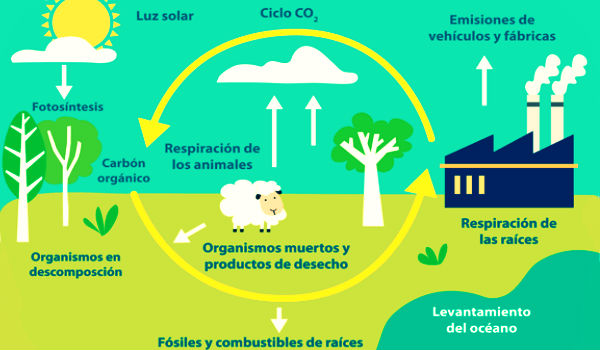 Luz solar
Ciclo CO₂
Emisiones de
vehículos y fábricas
Fotosíntesis
Carbón
orgánico
Respiración de
los animales
Organismos en
descomposción
Organismos muertos y
productos de desecho
Respiración de
las raíces
Levantamiento
del océano
Fósiles y combustibles de raíces